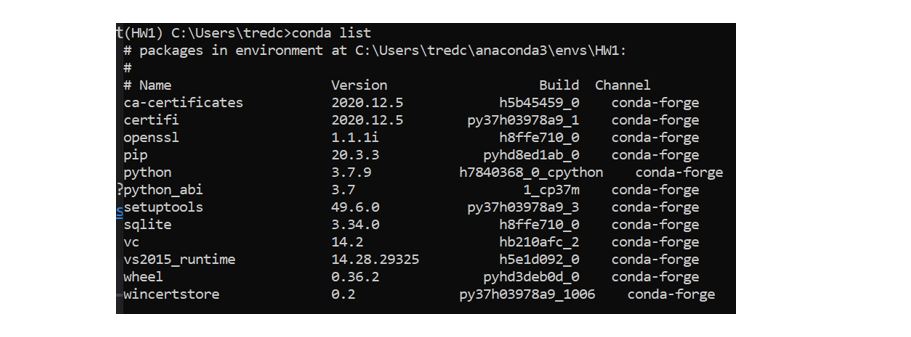 t(HW1) C:\Users\tredc>conda list
# packages in environment at C:\Users\tredc\anaconda3\envs\HW1:
#
# Name Version Build Channel
ca-certificates 2020.12.5 h5b45459_0 conda-forge
certifi 2020.12.5 py37h03978a9_1 conda-forge
openssl 1.1.1i h8ffe710_0 conda-forge
pip 20.3.3 pyhd8ed1ab_0 conda-forge
python 3.7.9 h7840368_0_cpython conda-forge
?python_abi 3.7 1_cp37m conda-forge
ssetuptools 49.6.0 py37h03978a9_3 conda-forge
sqlite 3.34.0 h8ffe710_0 conda-forge
vc 14.2 hb210afc_2 conda-forge
vs2015_runtime 14.28.29325 h5e1d092_0 conda-forge
wheel 0.36.2 pyhd3deb0d_0 conda-forge
wincertstore 0.2 py37h03978a9_1006 conda-forge